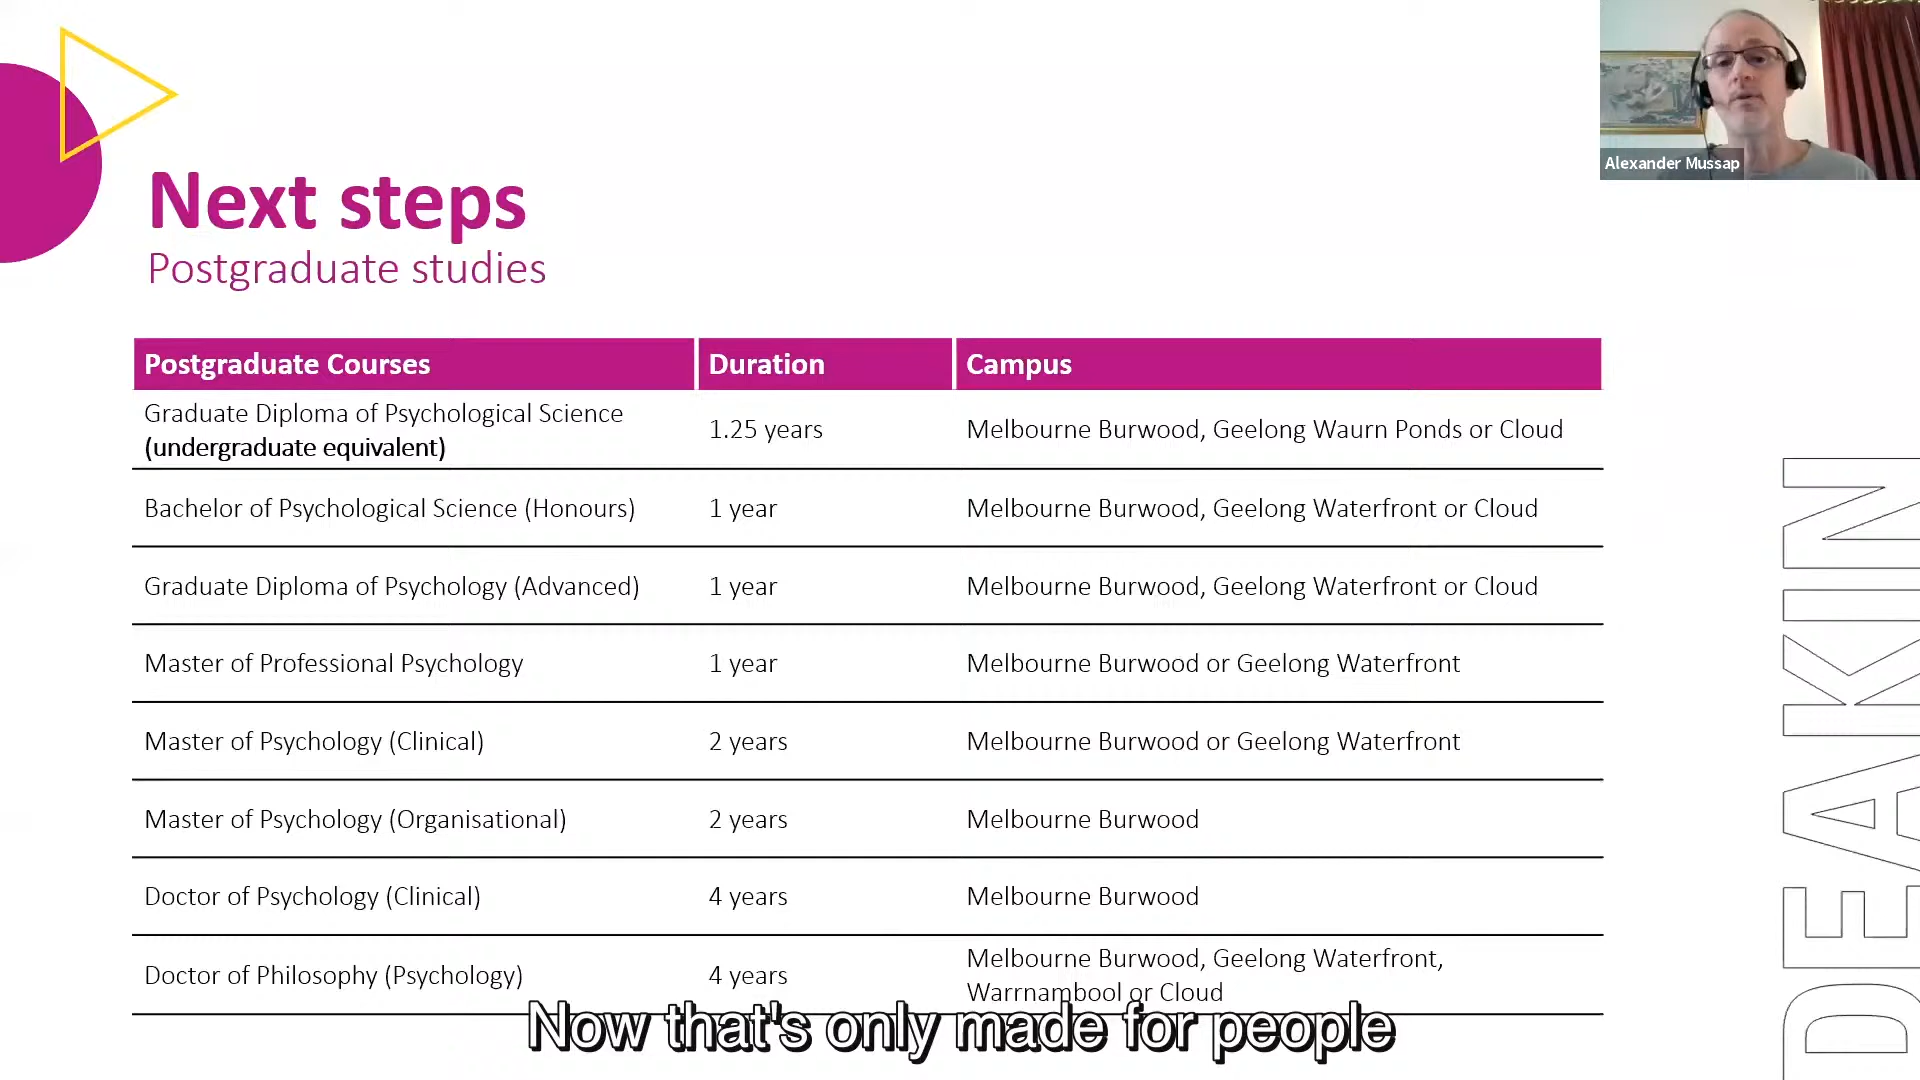 Alexander Mussap
Next steps
Postgraduate studies
Postgraduate Courses Duration Campus
Graduate Diploma of Psychological Science
(undergraduate equivalent)
1.25 years
Melbourne Burwood, Geelong Waurn Ponds or Cloud
Bachelor of Psychological Science (Honours) 1 year Melbourne Burwood, Geelong Waterfront or Cloud
Graduate Diploma of Psychology (Advanced) 1 year Melbourne Burwood, Geelong Waterfront or Cloud
Master of Professional Psychology 1 year Melbourne Burwood or Geelong Waterfront
Master of Psychology (Clinical) 2 years Melbourne Burwood or Geelong Waterfront
Master of Psychology (Organisational) 2 years Melbourne Burwood
Doctor of Psychology (Clinical) 4 years Melbourne Burwood
Doctor of Philosophy (Psychology) 4 years
Melbourne Burwood, Geelong Waterfront,
Warrnambool or Cloud
Now that's only made for people
DEAKIN